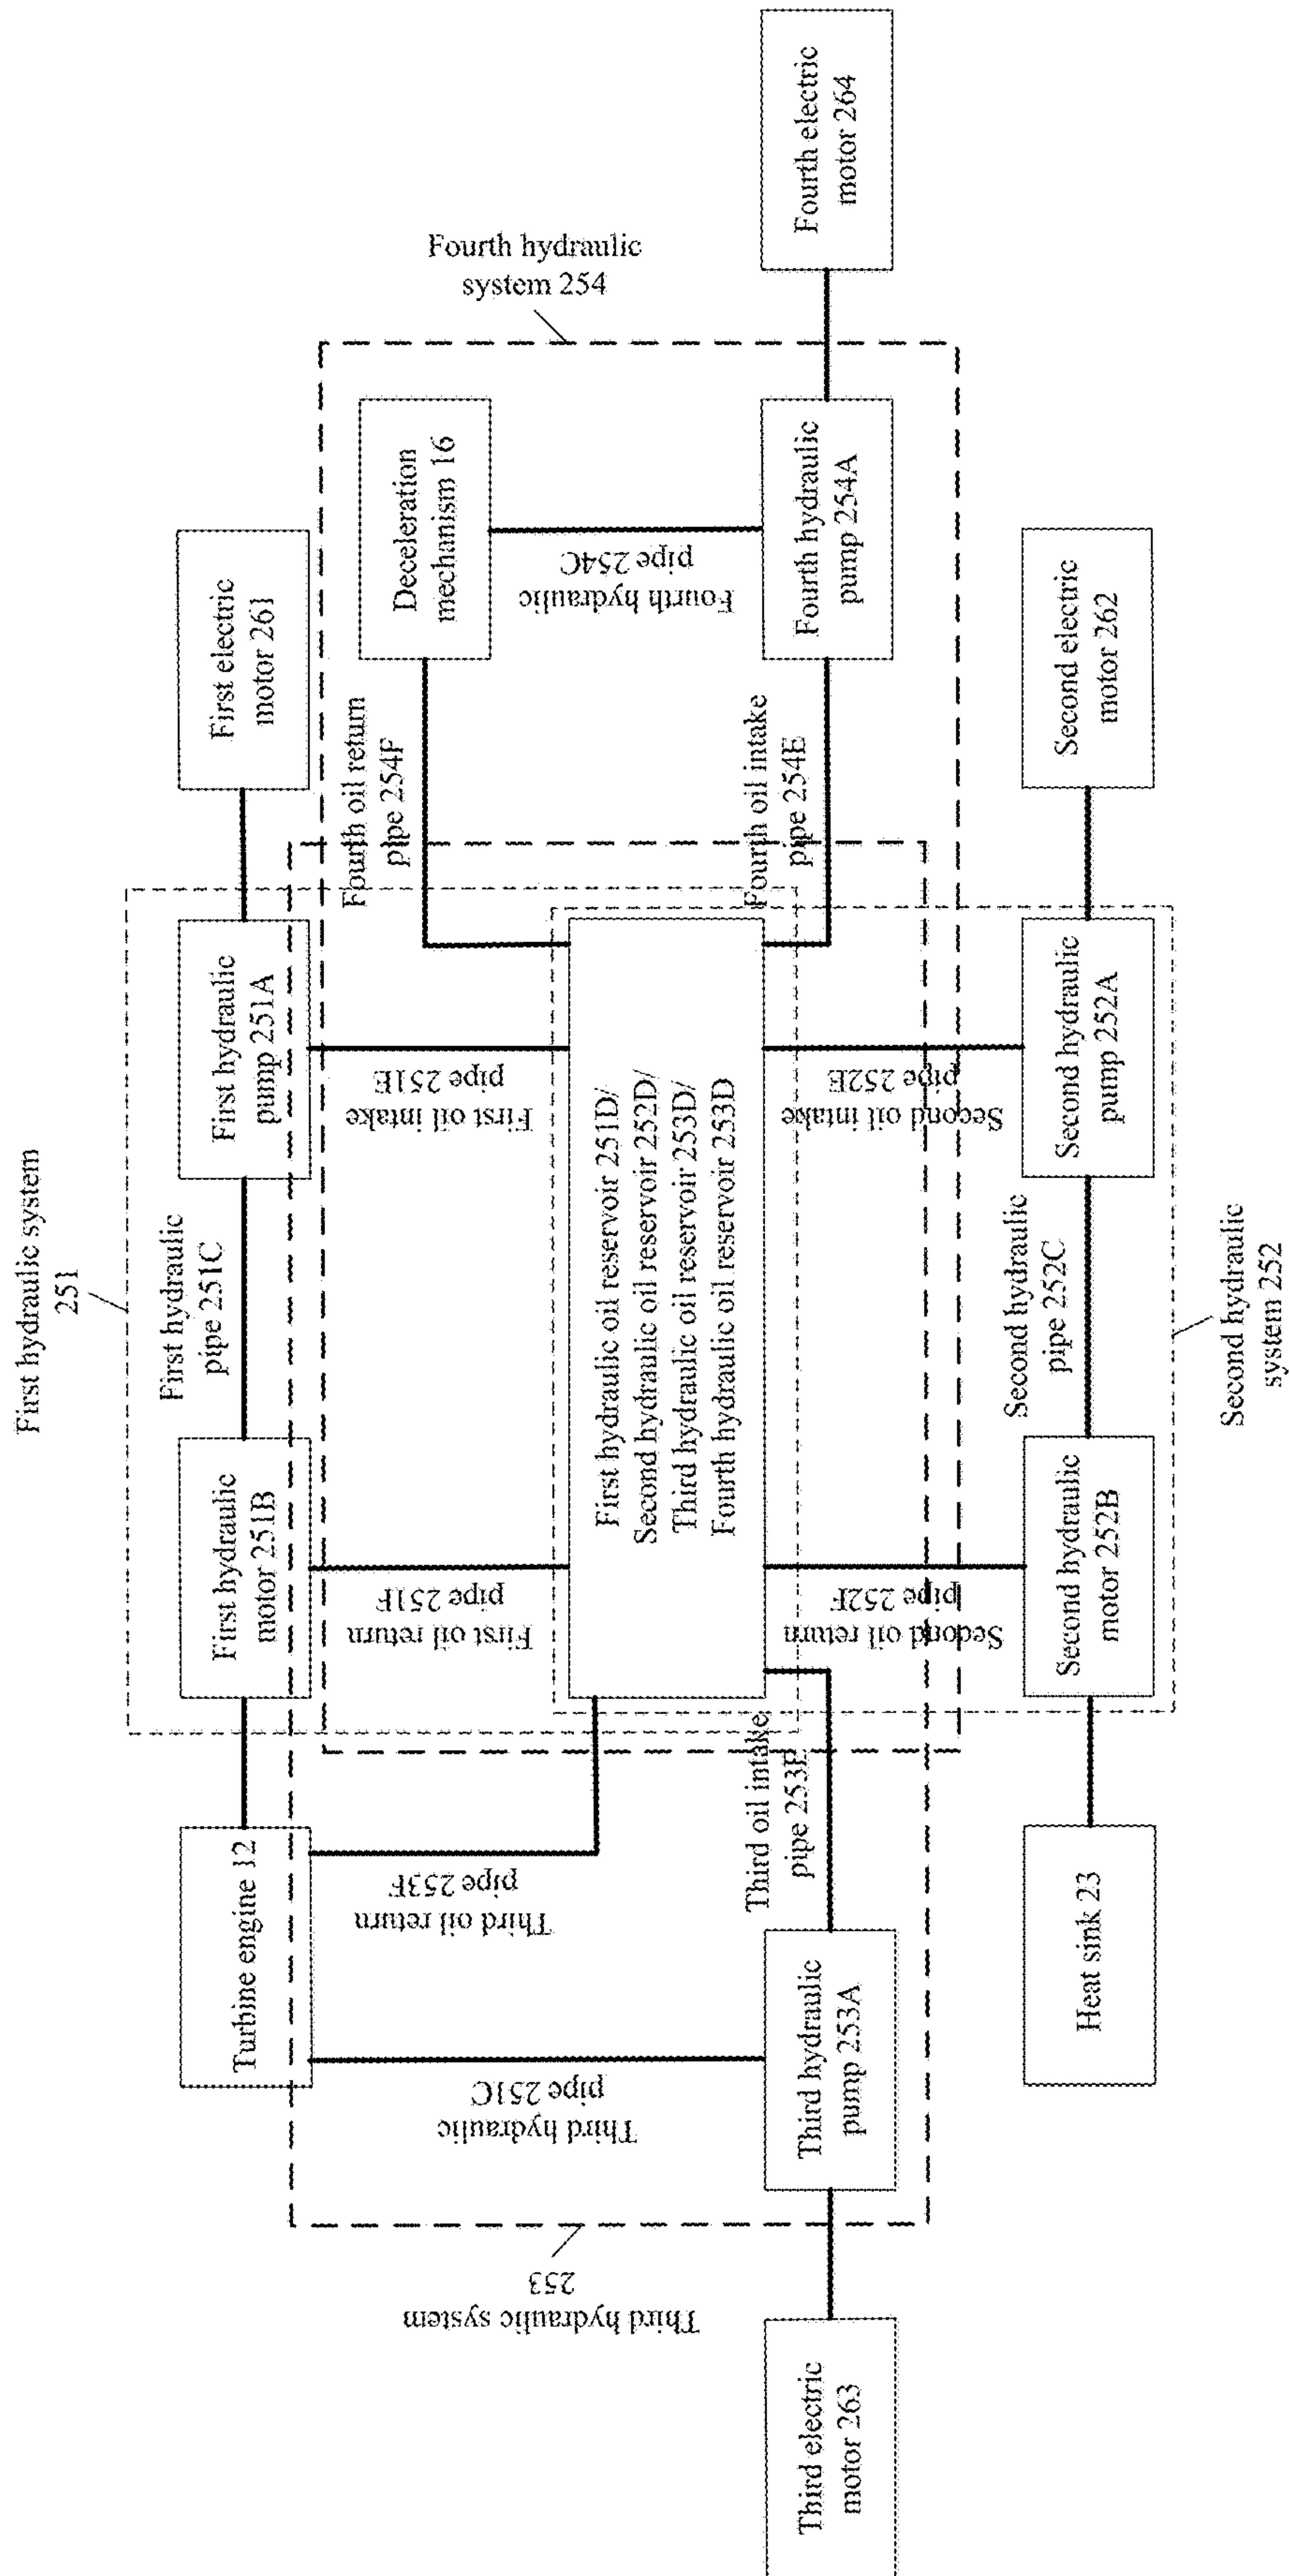 First hydraulic system
251
Turbine engine 12
First hydraulic
motor 251B
First hydraulic
pipe 251C
First hydraulic
pump 251A
First electric
motor 261
Fourth hydraulic
system 254
Third hydraulic system
253
Third hydraulic
pipe 251C
Third oil return
pipe 253F
First oil return
pipe 251F
First oil intake
pipe 251E
Fourth oil return
pipe 254F
Deceleration
mechanism 16
Fourth hydraulic
pipe 254C
First hydraulic oil reservoir 251D/
Second hydraulic oil reservoir 252D/
Third hydraulic oil reservoir 253D/
Fourth hydraulic oil reservoir 253D
Third electric
motor 263
Third hydraulic
pump 253A
Third oil intake
pipe 253E
Second oil return
pipe 252F
Second oil intake
pipe 252E
Fourth oil intake
pipe 254E
Fourth hydraulic
pump 254A
Fourth electric
motor 264
Heat sink 23
Second hydraulic
motor 252B
Second hydraulic
pipe 252C
Second hydraulic
pump 252A
Second electric
motor 262
Second hydraulic
system 252